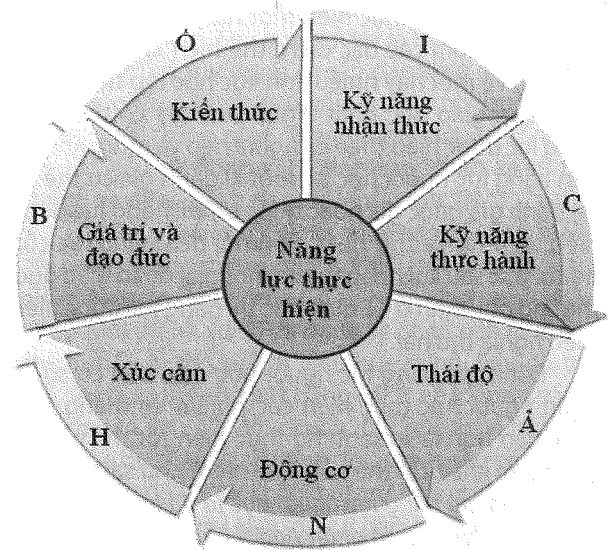 Ố
I
Kiến thức
Kỹ năng
nhận thức
B
C
Giá trị và
đạo đức
Năng
lực thực
hiện
Kỹ năng
thực hành
Xúc cảm
Thái độ
H
Ả
Động cơ
N